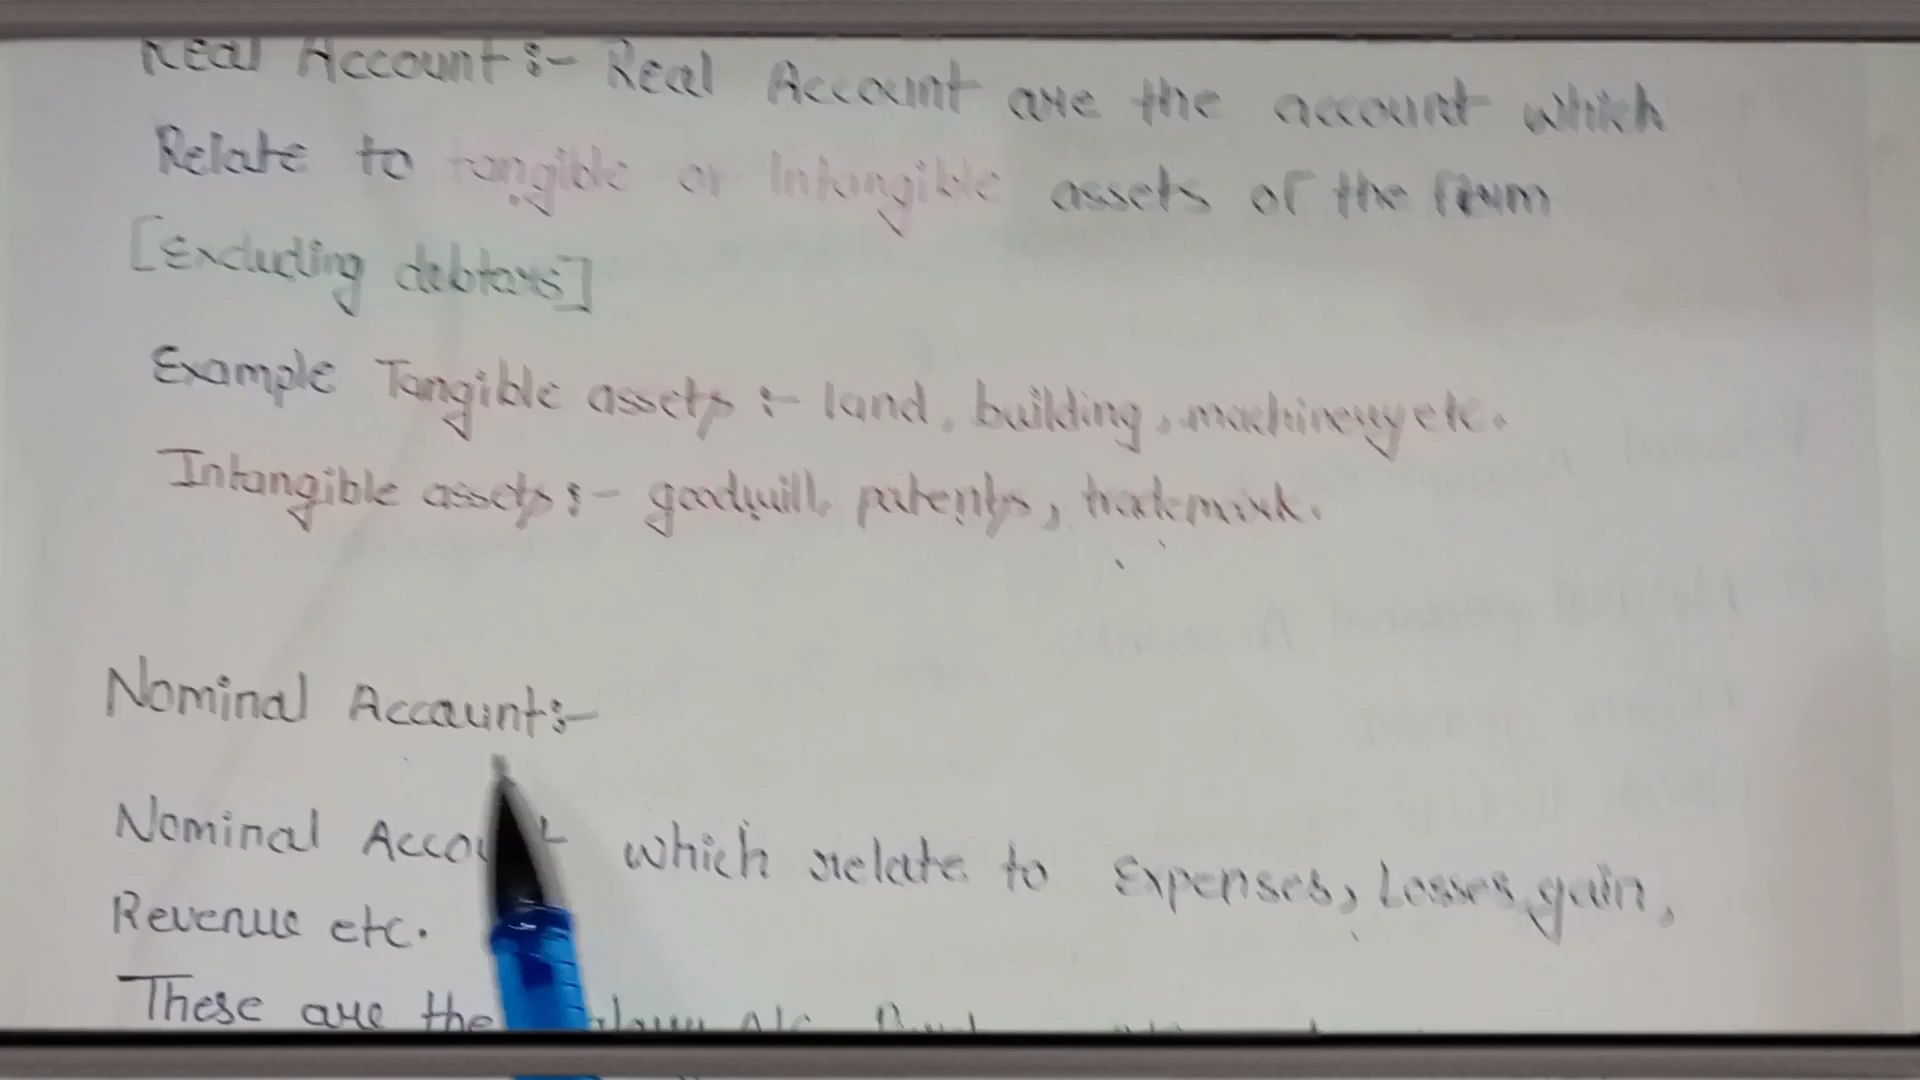 Real Account :- Real Account are the account which
Relate to tangible or Intangible assets of the firm
[Excluding debtors]
Example Tangible assets :- land, building, machinery etc.
Intangible assets :- goodwill, patents, trademark.
Nominal Account :-
Nominal which relate to Expenses, Losses, gain,
Revenue etc.
These are the